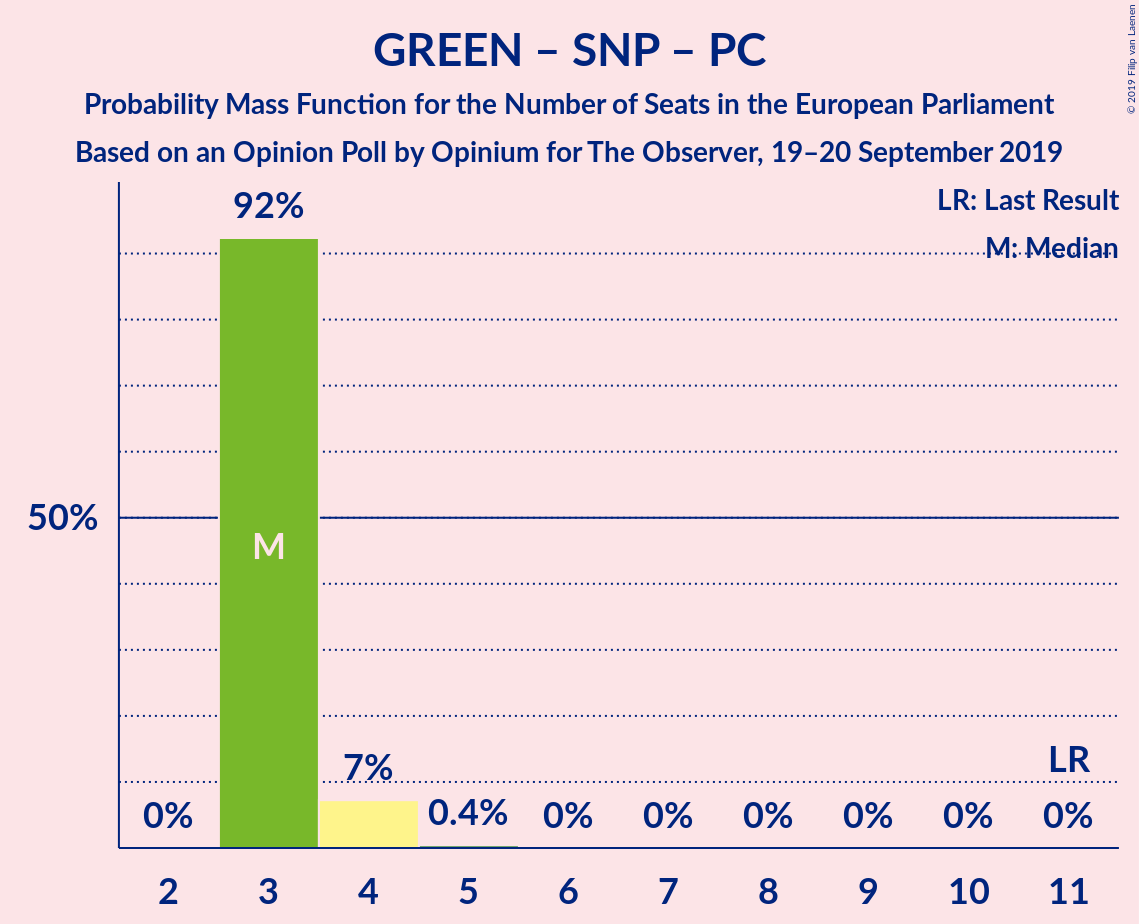 GREEN – SNP – PC
Probability Mass Function for the Number of Seats in the European Parliament
Based on an Opinion Poll by Opinium for The Observer, 19–20 September 2019
© 2019 Filip van Laenen
LR: Last Result
M: Median
92%
50%
M
7%
LR
0%
0.4%
0%
0%
0%
0%
0%
0%
2
3
4
5
6
7
8
9
10
11